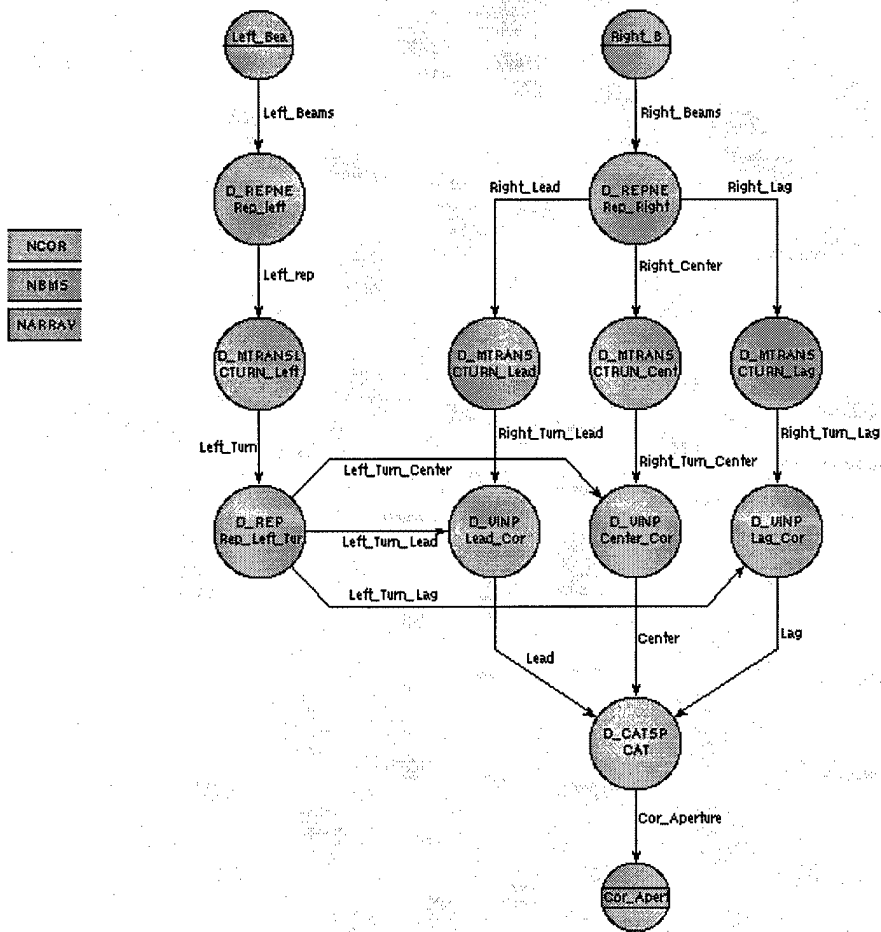 Left_Bea
Right_B
Left_Beams
Right_Beams
D_REPNE
Rep_left
Right_Lead
D_REPNE
Rep_Right
Right_Lag
NCOR
NBMS
NARRAV
Left_rep
Right_Center
D_MTRANSL
CTURN_Left
D_MTRANS
CTURN_Lead
D_MTRANS
CTRUN_Cent
D_MTRANS
CTURN_Lag
Left_Turn
Right_Turn_Lead
Right_Turn_Center
Right_Turn_Lag
Left_Turn_Center
D_REP
Rep_Left_Tur
Left_Turn_Lead
D_VINP
Lead_Cor
D_VINP
Center_Cor
D_VINP
Lag_Cor
Left_Turn_Lag
Lead
Center
Lag
D_CATSP
CAT
Cor_Aperture
Cor_Apert